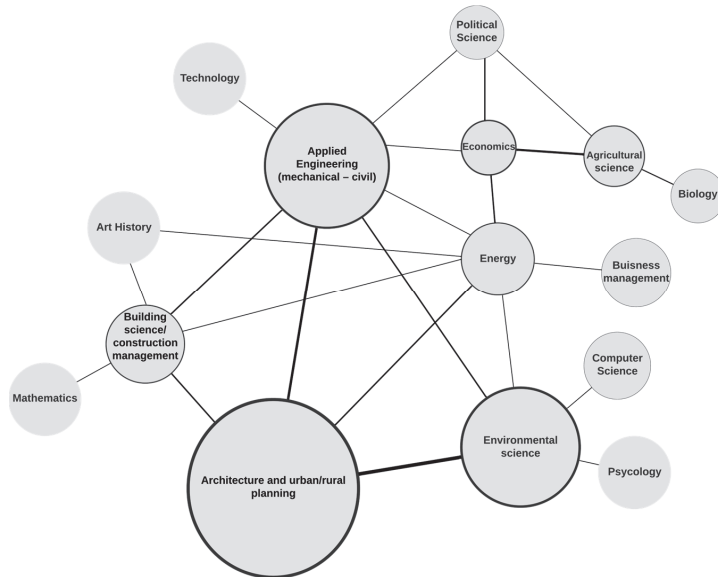 Political
Science
Technology
Applied
Engineering
(mechanical – civil)
Economics
Agricultural
science
Biology
Art History
Energy
Buisness
management
Building
science/
construction
management
Computer
Science
Mathematics
Environmental
science
Architecture and urban/rural
planning
Psycology